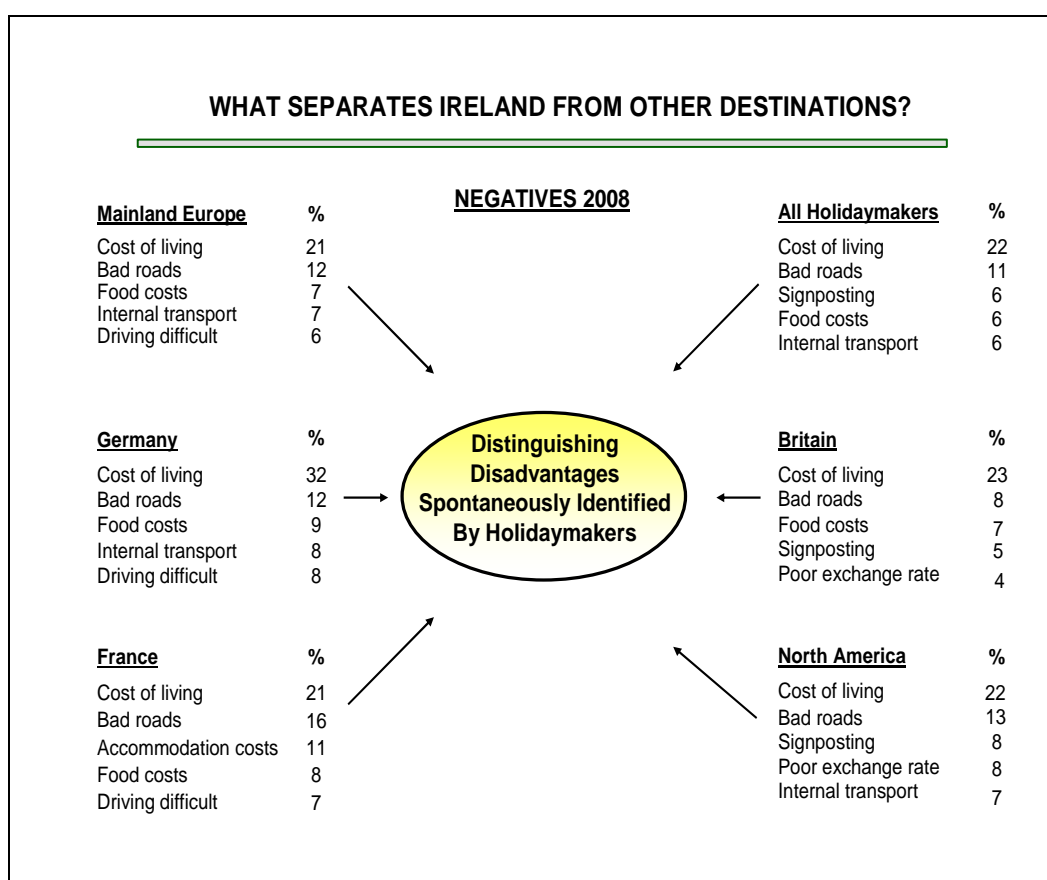 WHAT SEPARATES IRELAND FROM OTHER DESTINATIONS?
NEGATIVES 2008
Mainland Europe %
Cost of living 21
Bad roads 12
Food costs 7
Internal transport 7
Driving difficult 6
All Holidaymakers %
Cost of living 22
Bad roads 11
Signposting 6
Food costs 6
Internal transport 6
Germany %
Cost of living 32
Bad roads 12
Food costs 9
Internal transport 8
Driving difficult 8
Distinguishing
Disadvantages
Spontaneously Identified
By Holidaymakers
Britain %
Cost of living 23
Bad roads 8
Food costs 7
Signposting 5
Poor exchange rate 4
France %
Cost of living 21
Bad roads 16
Accommodation costs 11
Food costs 8
Driving difficult 7
North America %
Cost of living 22
Bad roads 13
Signposting 8
Poor exchange rate 8
Internal transport 7